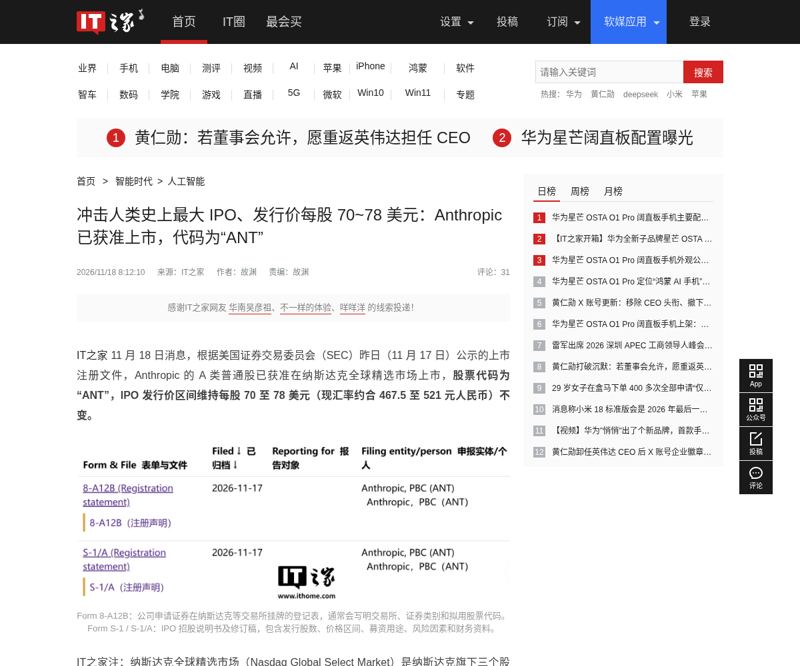 IT之家
首页
IT圈
最会买
设置
投稿
订阅
软媒应用
登录
业界 手机 电脑 测评 视频 AI 苹果 iPhone 鸿蒙 软件
智车 数码 学院 游戏 直播 5G 微软 Win10 Win11 专题
请输入关键词
搜索
热搜: 华为 黄仁勋 deepseek 小米 苹果
1 黄仁勋：若董事会允许，愿重返英伟达担任 CEO
2 华为星芒阔直板配置曝光
首页 > 智能时代 > 人工智能
冲击人类史上最大 IPO、发行价每股 70~78 美元：Anthropic
已获准上市，代码为“ANT”
2026/11/18 8:12:10 来源：IT之家 作者：故渊 责编：故渊 评论：31
感谢IT之家网友 华南吴彦祖、不一样的体验、咩咩洋 的线索投递！
IT之家 11 月 18 日消息，根据美国证券交易委员会（SEC）昨日（11 月 17 日）公示的上市
注册文件，Anthropic 的 A 类普通股已获准在纳斯达克全球精选市场上市，股票代码为
“ANT”，IPO 发行价区间维持每股 70 至 78 美元（现汇率约合 467.5 至 521 元人民币）不
变。
Form & File 表单与文件
Filed ↓ 已
归档 ↓
Reporting for 报
告对象
Filing entity/person 申报实体/个
人
8-A12B (Registration
statement)
8-A12B（注册声明）
2026-11-17
Anthropic, PBC (ANT)
Anthropic，PBC（ANT）
S-1/A (Registration
statement)
S-1/A（注册声明）
2026-11-17
Anthropic, PBC (ANT)
Anthropic，PBC（ANT）
IT之家
www.ithome.com
Form 8-A12B：公司申请证券在纳斯达克等交易所挂牌的登记表，通常会写明交易所、证券类别和拟用股票代码。
Form S-1 / S-1/A：IPO 招股说明书及修订稿，包含发行股数、价格区间、募资用途、风险因素和财务资料。
IT之家注：纳斯达克全球精选市场（Nasdaq Global Select Market）是纳斯达克旗下三个股
日榜 周榜 月榜
1 华为星芒 OSTA O1 Pro 阔直板手机主要配…
2 【IT之家开箱】华为全新子品牌星芒 OSTA …
3 华为星芒 OSTA O1 Pro 阔直板手机外观公…
4 华为星芒 OSTA O1 Pro 定位“鸿蒙 AI 手机”…
5 黄仁勋 X 账号更新：移除 CEO 头衔、撤下…
6 华为星芒 OSTA O1 Pro 阔直板手机上架：…
7 雷军出席 2026 深圳 APEC 工商领导人峰会…
8 黄仁勋打破沉默：若董事会允许，愿重返英…
9 29 岁女子在盒马下单 400 多次全部申请“仅…
10 消息称小米 18 标准版会是 2026 年最后一…
11 【视频】华为“悄悄”出了个新品牌，首款手…
12 黄仁勋卸任英伟达 CEO 后 X 账号企业徽章…
App
公众号
投稿
评论